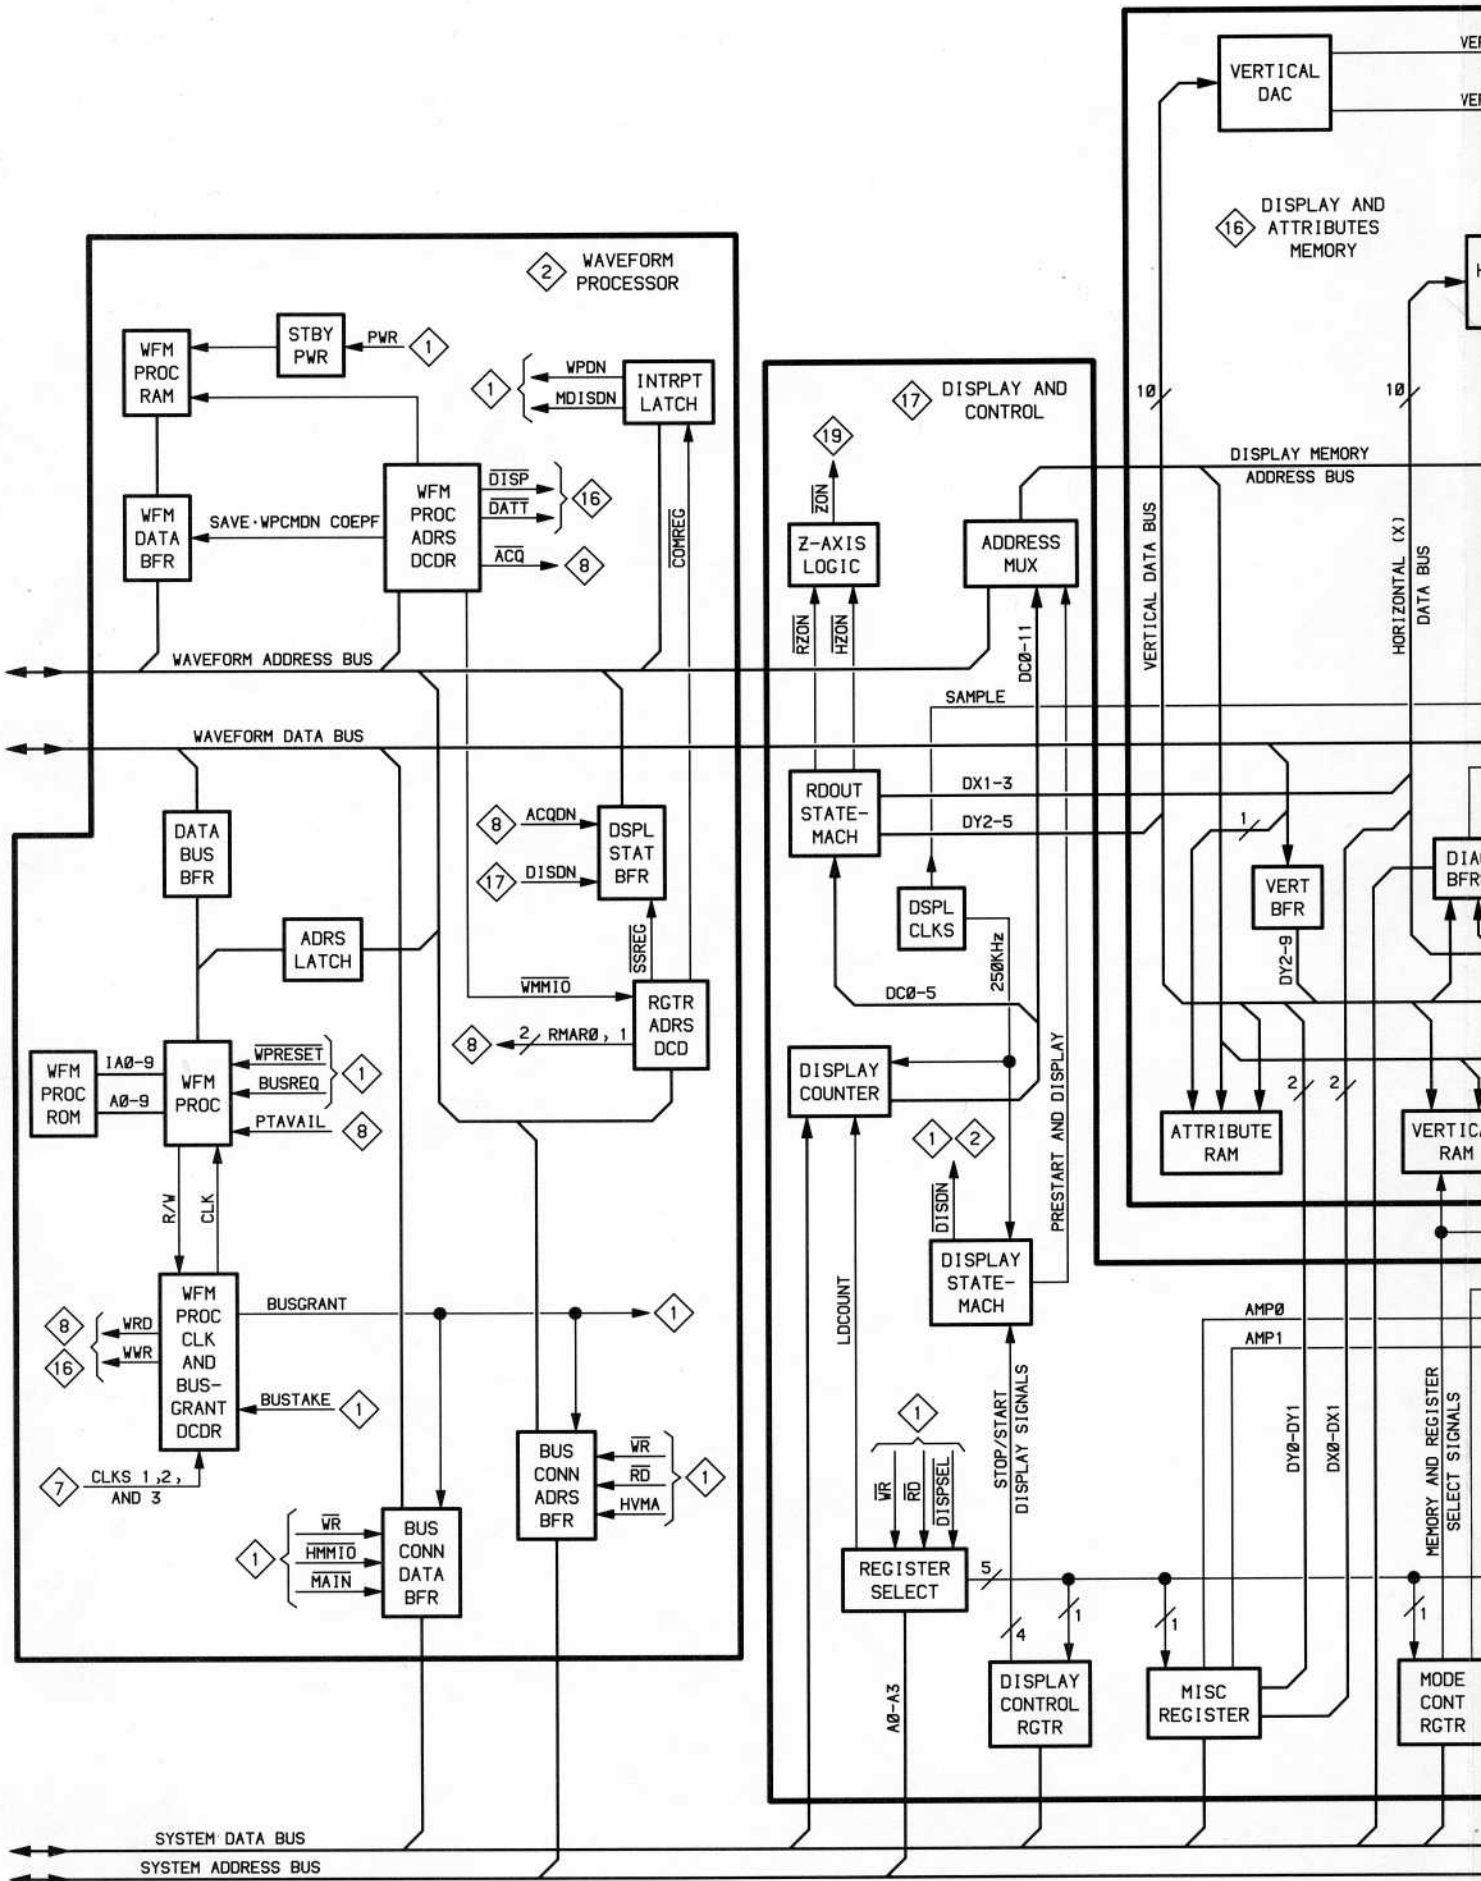 VERTICAL
DAC
16
DISPLAY AND
ATTRIBUTES
MEMORY
2
WAVEFORM
PROCESSOR
WFM
PROC
RAM
STBY
PWR
PWR
1
1
WPDN
MDISDN
INTRPT
LATCH
WFM
DATA
BFR
SAVE·WPCMDN COEPF
WFM
PROC
ADRS
DCDR
DISP
DATT
16
ACQ
8
COMREG
WAVEFORM ADDRESS BUS
WAVEFORM DATA BUS
DATA
BUS
BFR
8
ACQDN
17
DISDN
DSPL
STAT
BFR
SSREG
ADRS
LATCH
WMMIO
RGTR
ADRS
DCD
8
2
RMAR0, 1
WFM
PROC
ROM
IA0-9
A0-9
WFM
PROC
WPRESET
BUSREQ
1
PTAVAIL
8
R/W
CLK
WFM
PROC
CLK
AND
BUS-
GRANT
DCDR
BUSGRANT
1
8
WRD
16
WWR
BUSTAKE
1
7
CLKS 1,2,
AND 3
BUS
CONN
ADRS
BFR
WR
RD
HVMA
1
1
WR
HMMIO
MAIN
BUS
CONN
DATA
BFR
SYSTEM DATA BUS
SYSTEM ADDRESS BUS
17
DISPLAY AND
CONTROL
19
ZON
Z-AXIS
LOGIC
ADDRESS
MUX
RZON
HZON
DC0-11
SAMPLE
RDOUT
STATE-
MACH
DX1-3
DY2-5
DSPL
CLKS
250KHz
DC0-5
DISPLAY
COUNTER
1
2
DISDN
PRESTART AND DISPLAY
DISPLAY
STATE-
MACH
LDCOUNT
STOP/START
DISPLAY SIGNALS
1
WR
RD
DISPSEL
REGISTER
SELECT
5
4
1
1
1
A0-A3
DISPLAY
CONTROL
RGTR
MISC
REGISTER
MODE
CONT
RGTR
AMP0
AMP1
DY0-DY1
DX0-DX1
MEMORY AND REGISTER
SELECT SIGNALS
10
10
DISPLAY MEMORY
ADDRESS BUS
VERTICAL DATA BUS
HORIZONTAL (X)
DATA BUS
1
VERT
BFR
DY2-9
2
2
ATTRIBUTE
RAM
RAM